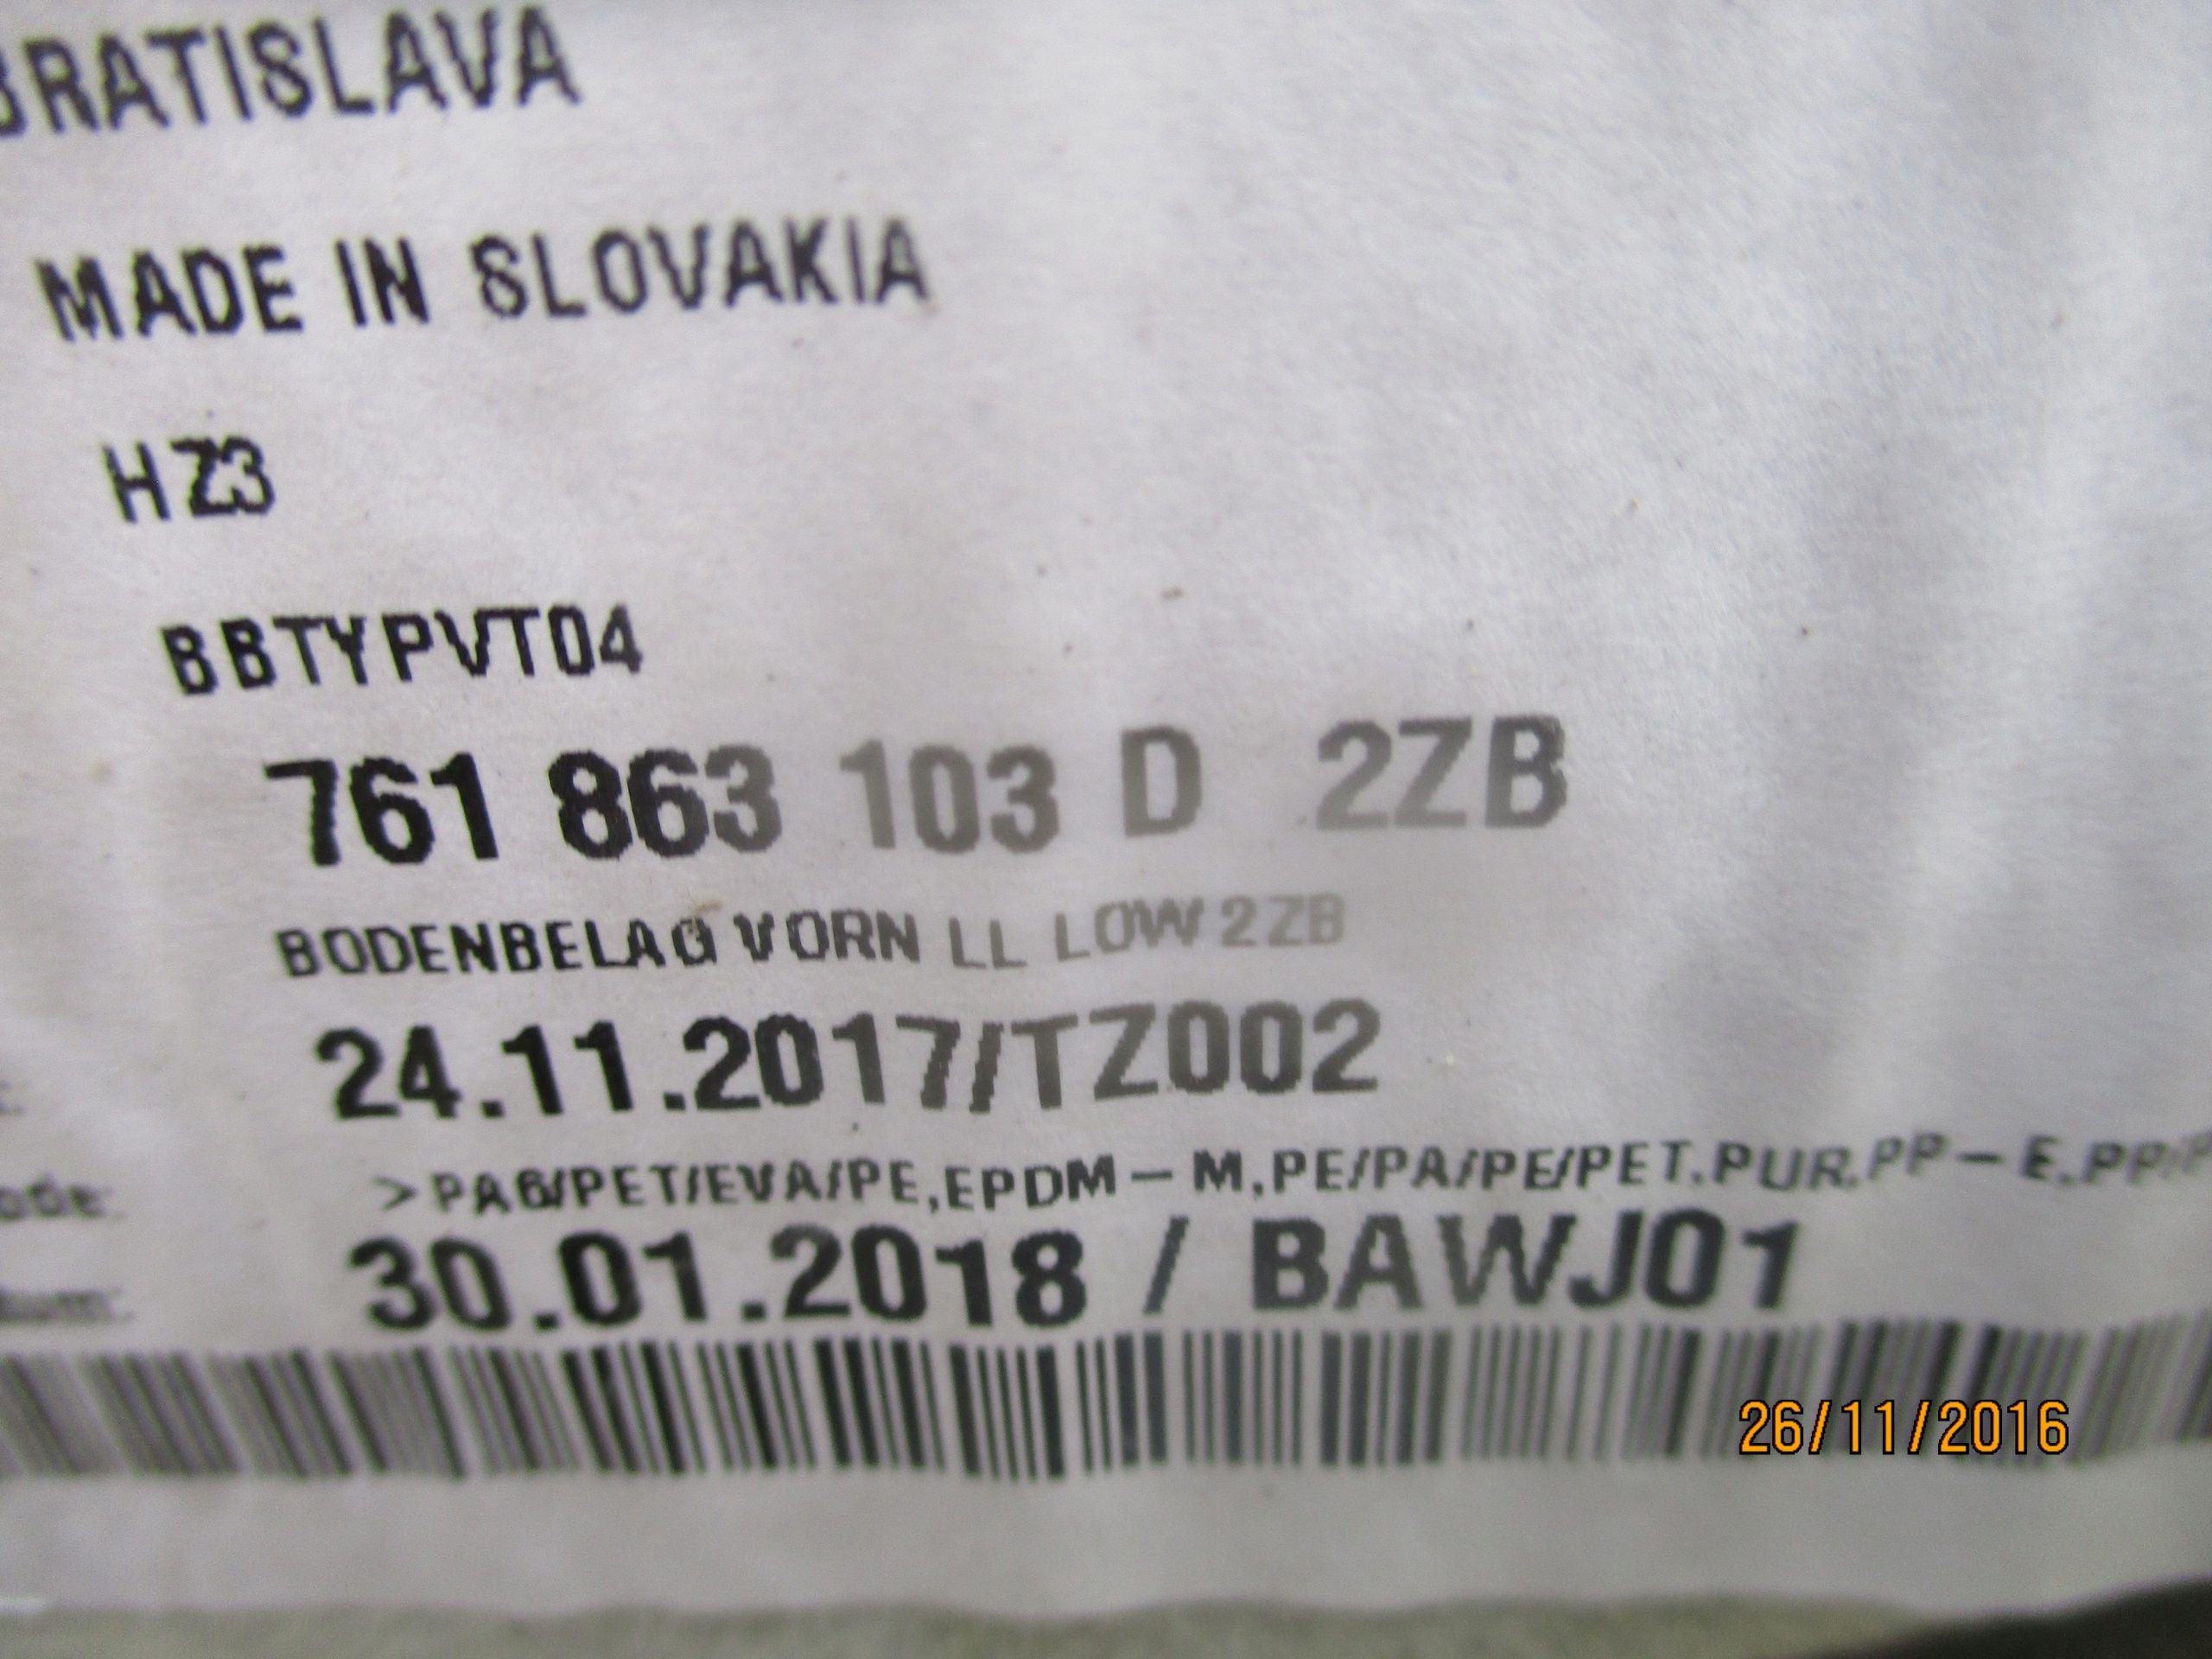 BRATISLAVA
MADE IN SLOVAKIA
HZ3
BBTYPVT04
761 863 103 D 2ZB
BODENBELAG VORN LL LOW 2ZB
24.11.2017/TZ002
>PA6/PET/EVA/PE,EPDM-M,PE/PA/PE/PET.PUR.PP-E.PP/P
30.01.2018 / BAWJ01
26/11/2016